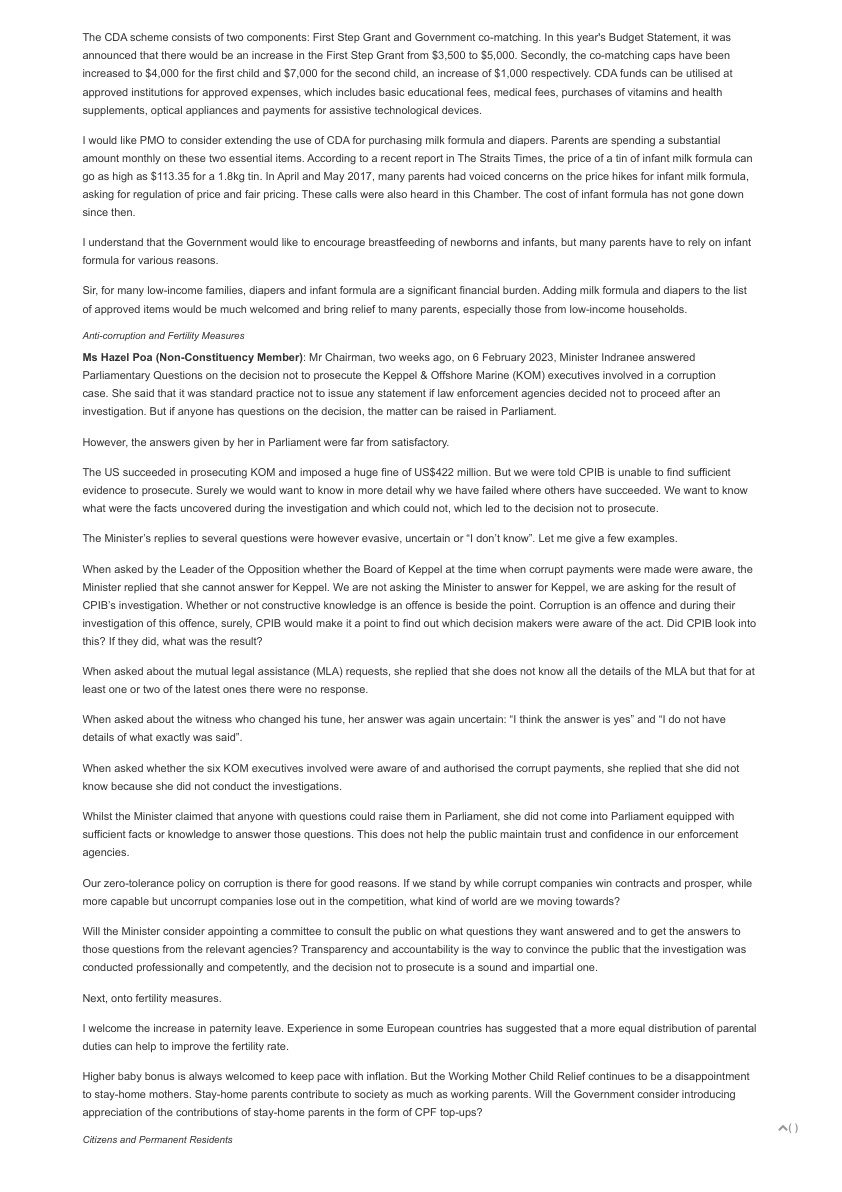 The CDA scheme consists of two components: First Step Grant and Government co-matching. In this year's Budget Statement, it was
announced that there would be an increase in the First Step Grant from $3,500 to $5,000. Secondly, the co-matching caps have been
increased to $4,000 for the first child and $7,000 for the second child, an increase of $1,000 respectively. CDA funds can be utilised at
approved institutions for approved expenses, which includes basic educational fees, medical fees, purchases of vitamins and health
supplements, optical appliances and payments for assistive technological devices.
I would like PMO to consider extending the use of CDA for purchasing milk formula and diapers. Parents are spending a substantial
amount monthly on these two essential items. According to a recent report in The Straits Times, the price of a tin of infant milk formula can
go as high as $113.35 for a 1.8kg tin. In April and May 2017, many parents had voiced concerns on the price hikes for infant milk formula,
asking for regulation of price and fair pricing. These calls were also heard in this Chamber. The cost of infant formula has not gone down
since then.
I understand that the Government would like to encourage breastfeeding of newborns and infants, but many parents have to rely on infant
formula for various reasons.
Sir, for many low-income families, diapers and infant formula are a significant financial burden. Adding milk formula and diapers to the list
of approved items would be much welcomed and bring relief to many parents, especially those from low-income households.
Anti-corruption and Fertility Measures
Ms Hazel Poa (Non-Constituency Member): Mr Chairman, two weeks ago, on 6 February 2023, Minister Indranee answered
Parliamentary Questions on the decision not to prosecute the Keppel & Offshore Marine (KOM) executives involved in a corruption
case. She said that it was standard practice not to issue any statement if law enforcement agencies decided not to proceed after an
investigation. But if anyone has questions on the decision, the matter can be raised in Parliament.
However, the answers given by her in Parliament were far from satisfactory.
The US succeeded in prosecuting KOM and imposed a huge fine of US$422 million. But we were told CPIB is unable to find sufficient
evidence to prosecute. Surely we would want to know in more detail why we have failed where others have succeeded. We want to know
what were the facts uncovered during the investigation and which could not, which led to the decision not to prosecute.
The Minister's replies to several questions were however evasive, uncertain or “I don't know”. Let me give a few examples.
When asked by the Leader of the Opposition whether the Board of Keppel at the time when corrupt payments were made were aware, the
Minister replied that she cannot answer for Keppel. We are not asking the Minister to answer for Keppel, we are asking for the result of
CPIB's investigation. Whether or not constructive knowledge is an offence is beside the point. Corruption is an offence and during their
investigation of this offence, surely, CPIB would make it a point to find out which decision makers were aware of the act. Did CPIB look into
this? If they did, what was the result?
When asked about the mutual legal assistance (MLA) requests, she replied that she does not know all the details of the MLA but that for at
least one or two of the latest ones there were no response.
When asked about the witness who changed his tune, her answer was again uncertain: “I think the answer is yes” and “I do not have
details of what exactly was said”.
When asked whether the six KOM executives involved were aware of and authorised the corrupt payments, she replied that she did not
know because she did not conduct the investigations.
Whilst the Minister claimed that anyone with questions could raise them in Parliament, she did not come into Parliament equipped with
sufficient facts or knowledge to answer those questions. This does not help the public maintain trust and confidence in our enforcement
agencies.
Our zero-tolerance policy on corruption is there for good reasons. If we stand by while corrupt companies win contracts and prosper, while
more capable but uncorrupt companies lose out in the competition, what kind of world are we moving towards?
Will the Minister consider appointing a committee to consult the public on what questions they want answered and to get the answers to
those questions from the relevant agencies? Transparency and accountability is the way to convince the public that the investigation was
conducted professionally and competently, and the decision not to prosecute is a sound and impartial one.
Next, onto fertility measures.
I welcome the increase in paternity leave. Experience in some European countries has suggested that a more equal distribution of parental
duties can help to improve the fertility rate.
Higher baby bonus is always welcomed to keep pace with inflation. But the Working Mother Child Relief continues to be a disappointment
to stay-home mothers. Stay-home parents contribute to society as much as working parents. Will the Government consider introducing
appreciation of the contributions of stay-home parents in the form of CPF top-ups?
( )
Citizens and Permanent Residents